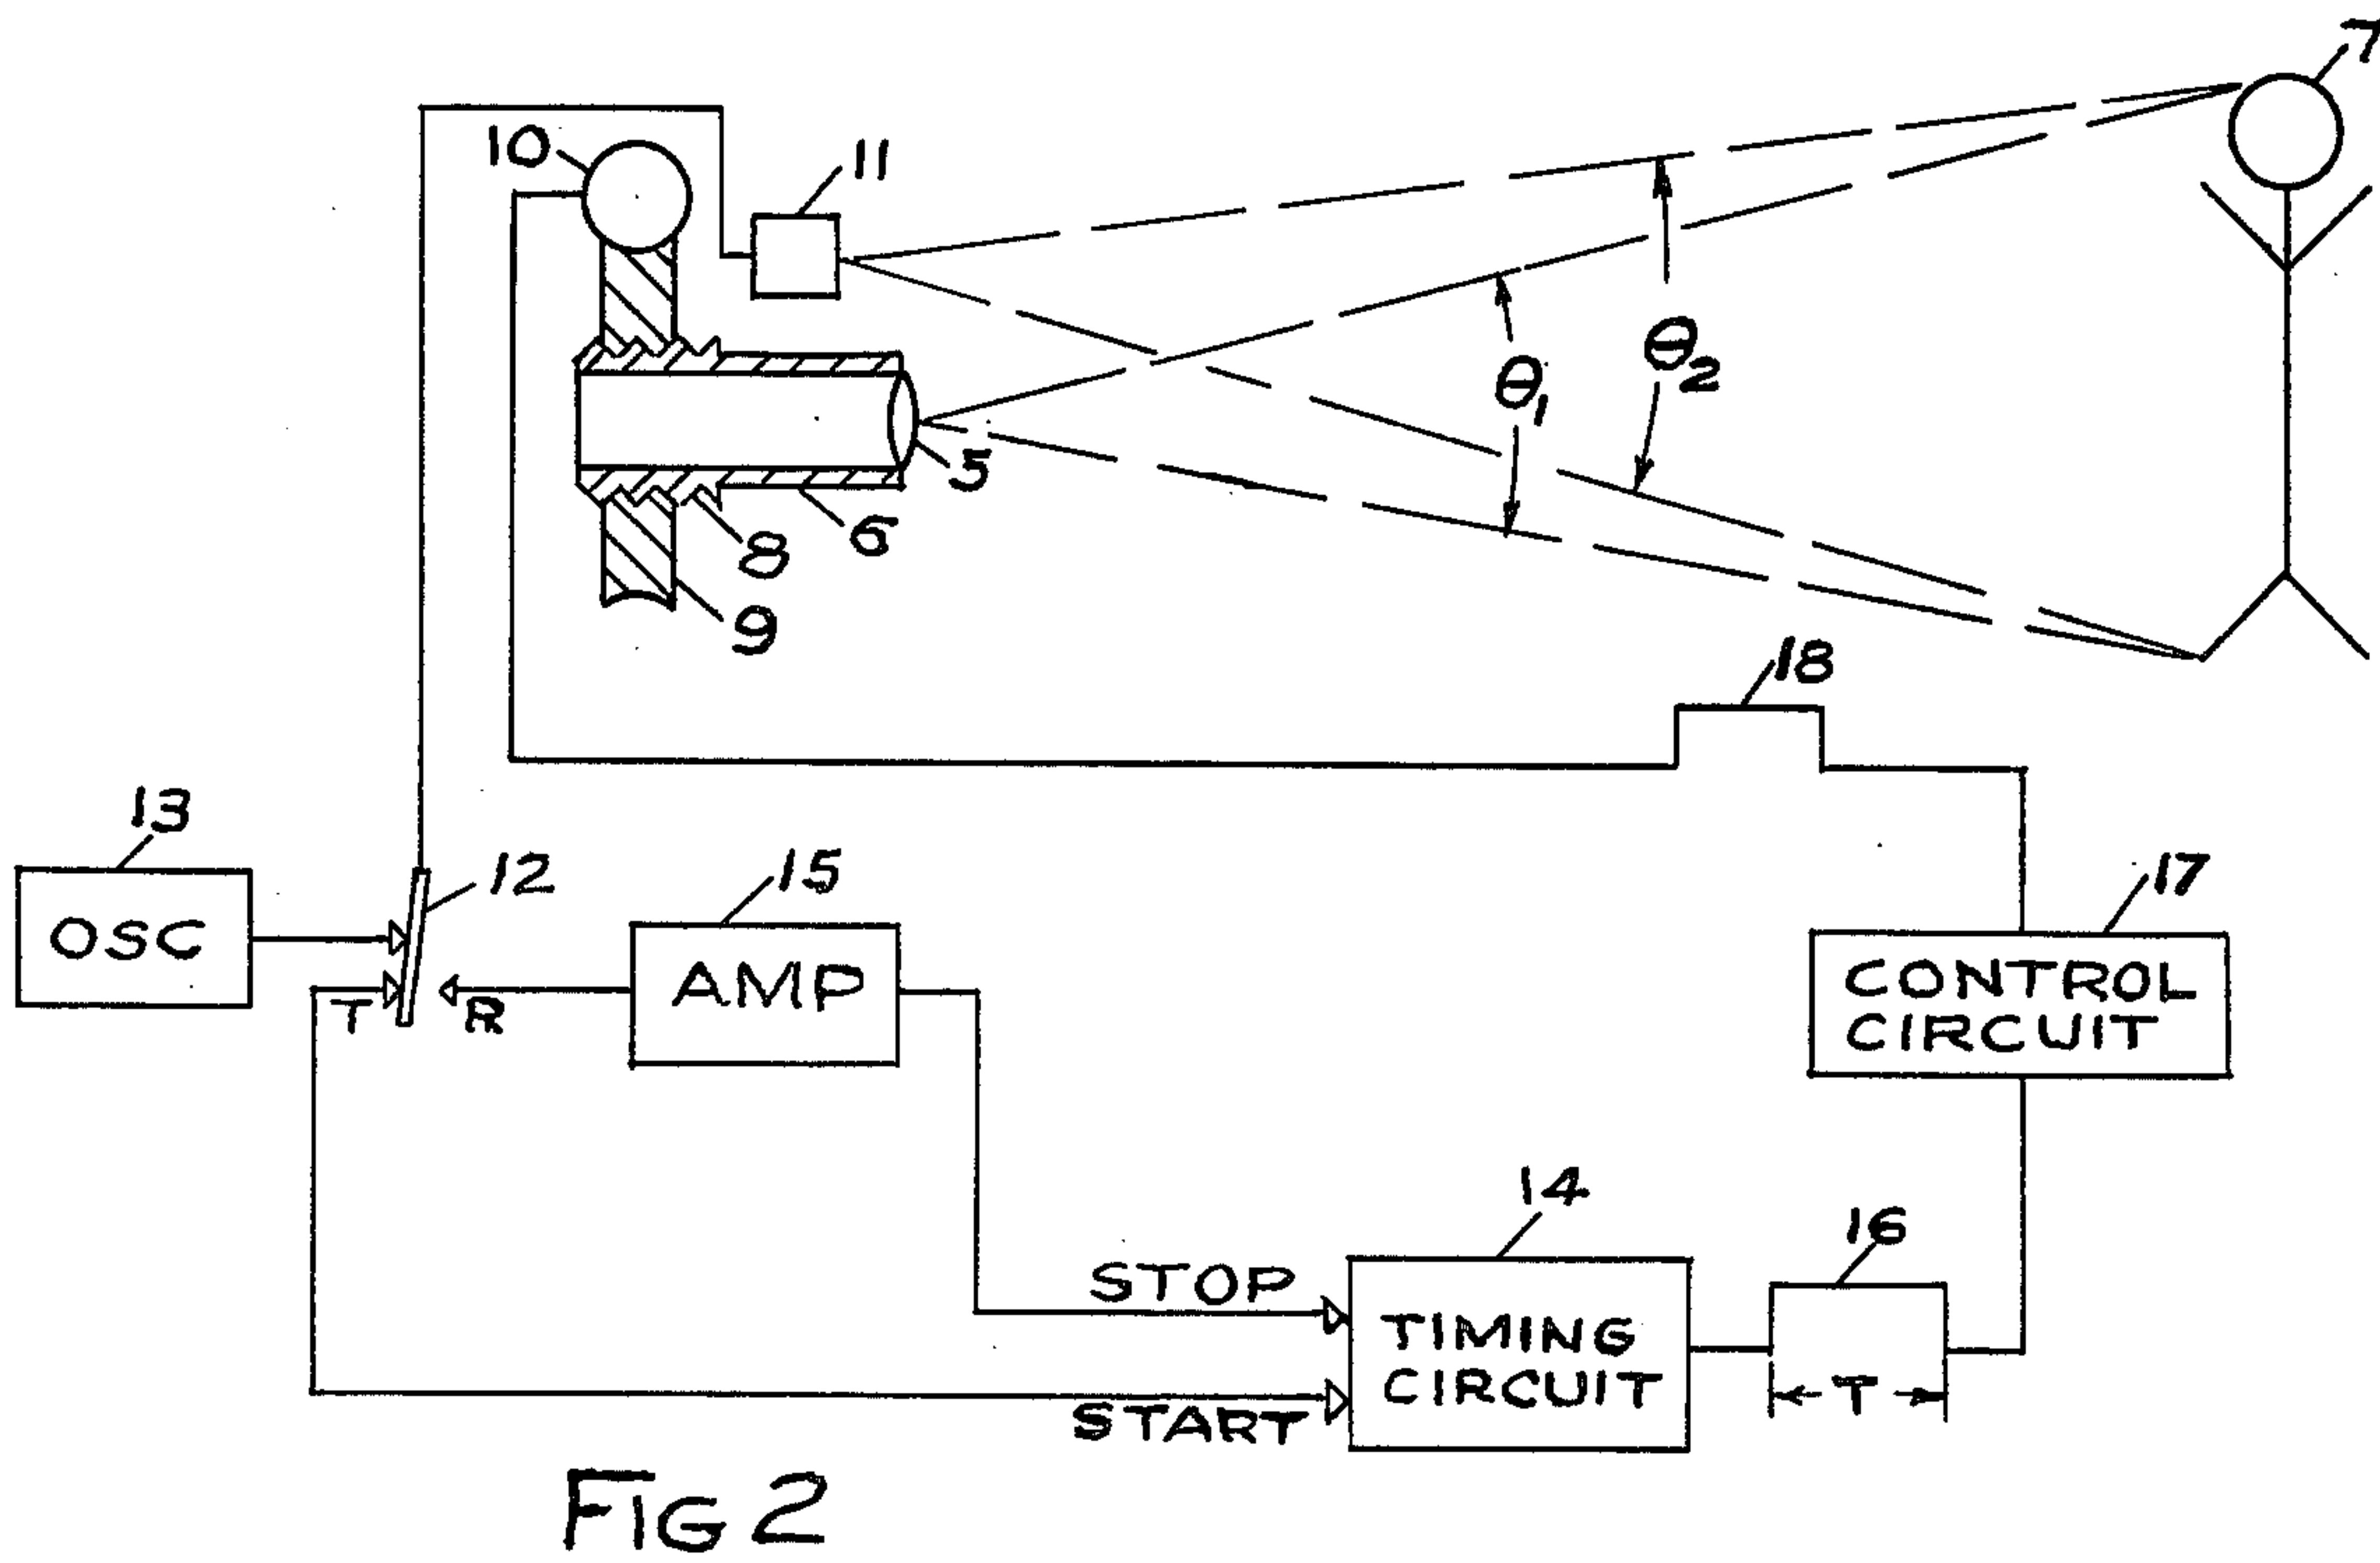 7
10
11
θ2
θ1
5
6
8
9
18
13
12
15
17
OSC
AMP
CONTROL
CIRCUIT
T
R
14
16
STOP
TIMING
CIRCUIT
T
START
FIG 2